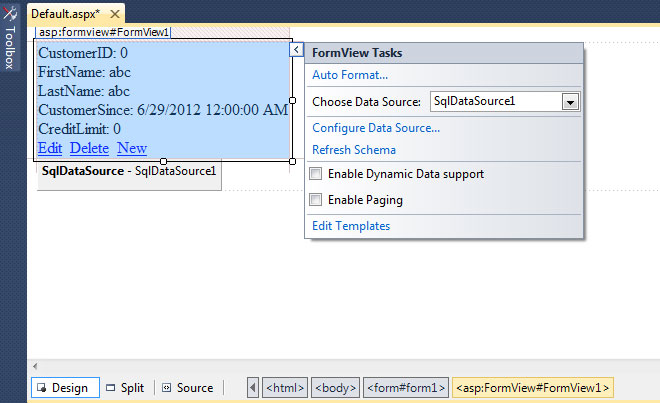 Toolbox
Default.aspx*
asp:formview#FormView1
CustomerID: 0
FirstName: abc
LastName: abc
CustomerSince: 6/29/2012 12:00:00 AM
CreditLimit: 0
Edit Delete New
SqlDataSource - SqlDataSource1
FormView Tasks
Auto Format...
Choose Data Source: SqlDataSource1
Configure Data Source...
Refresh Schema
Enable Dynamic Data support
Enable Paging
Edit Templates
Design Split Source <html> <body> <form#form1> <asp:FormView#FormView1>